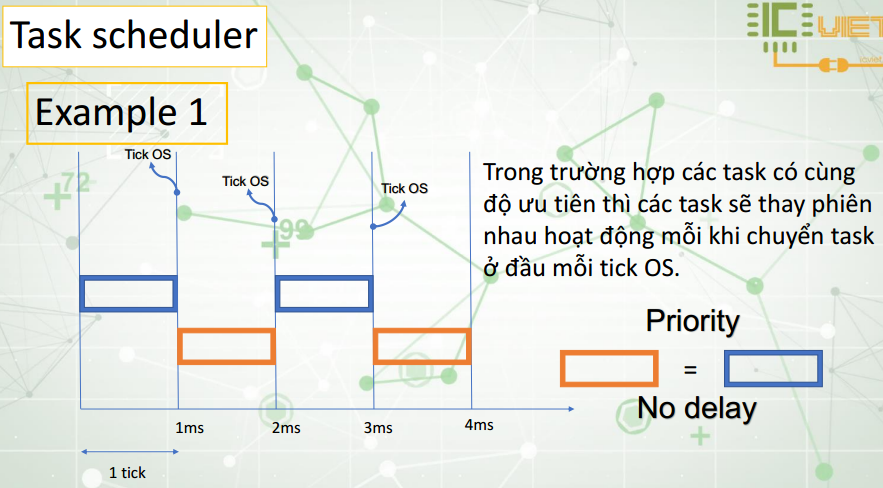 Task scheduler
IC VIET
Example 1
Tick OS
Tick OS
Tick OS
72
99
Trong trường hợp các task có cùng
độ ưu tiên thì các task sẽ thay phiên
nhau hoạt động mỗi khi chuyển task
ở đầu mỗi tick OS.
Priority
=
No delay
1ms
2ms
3ms
4ms
1 tick